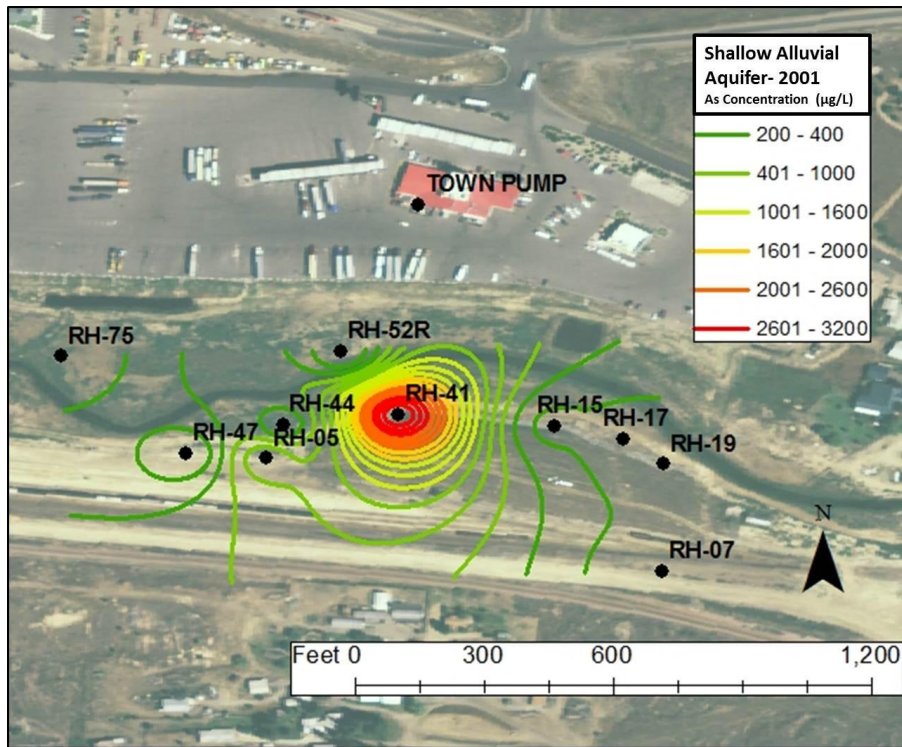 Shallow Alluvial
Aquifer- 2001
As Concentration (µg/L)
200 - 400
401 - 1000
1001 - 1600
1601 - 2000
2001 - 2600
2601 - 3200
TOWN PUMP
RH-75
RH-52R
RH-44
RH-41
RH-47
RH-05
RH-15
RH-17
RH-19
RH-07
N
Feet 0 300 600 1,200